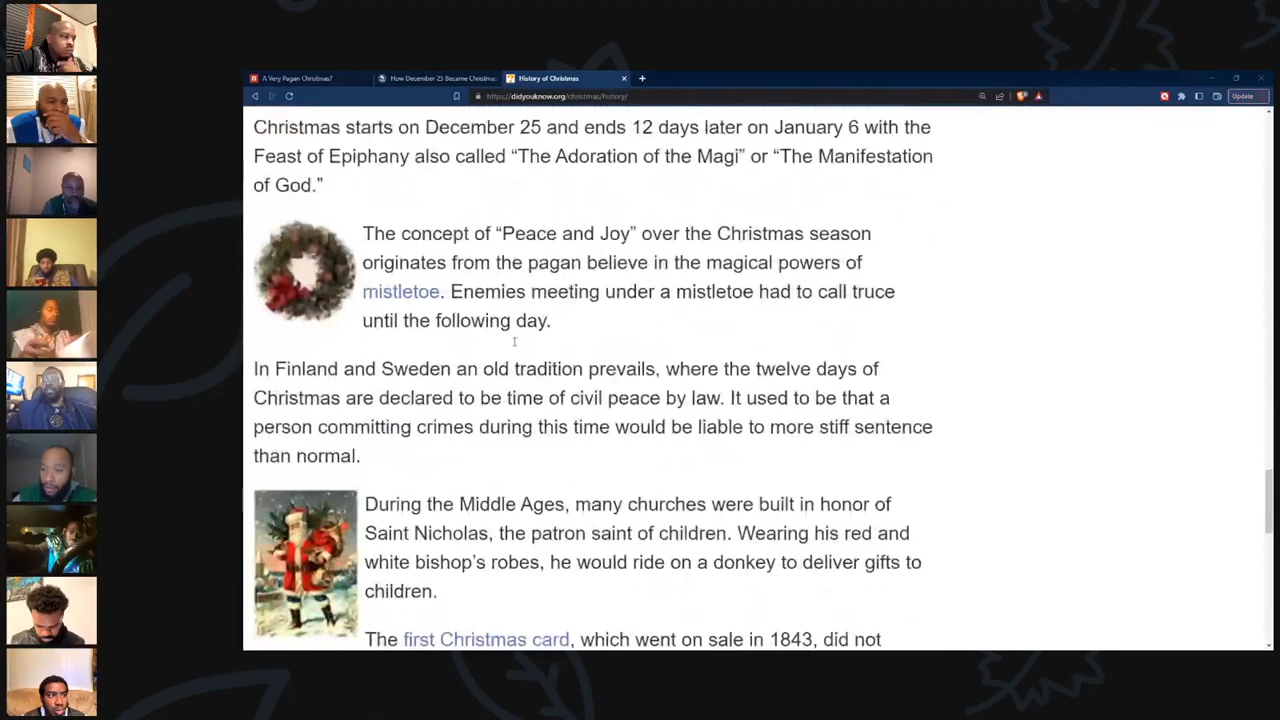 A Very Pagan Christmas?
How December 25 Became Christmas
History of Christmas
https://didyouknow.org/christmas/history/
Update
Christmas starts on December 25 and ends 12 days later on January 6 with the
Feast of Epiphany also called “The Adoration of the Magi” or “The Manifestation
of God.”
The concept of “Peace and Joy” over the Christmas season
originates from the pagan believe in the magical powers of
mistletoe. Enemies meeting under a mistletoe had to call truce
until the following day.
In Finland and Sweden an old tradition prevails, where the twelve days of
Christmas are declared to be time of civil peace by law. It used to be that a
person committing crimes during this time would be liable to more stiff sentence
than normal.
During the Middle Ages, many churches were built in honor of
Saint Nicholas, the patron saint of children. Wearing his red and
white bishop’s robes, he would ride on a donkey to deliver gifts to
children.
The first Christmas card, which went on sale in 1843, did not